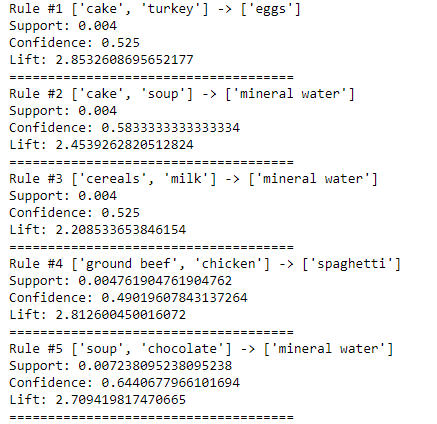 Rule #1 ['cake', 'turkey'] -> ['eggs']
Support: 0.004
Confidence: 0.525
Lift: 2.8532608695652177
=====================================
Rule #2 ['cake', 'soup'] -> ['mineral water']
Support: 0.004
Confidence: 0.5833333333333334
Lift: 2.4539262820512824
=====================================
Rule #3 ['cereals', 'milk'] -> ['mineral water']
Support: 0.004
Confidence: 0.525
Lift: 2.208533653846154
=====================================
Rule #4 ['ground beef', 'chicken'] -> ['spaghetti']
Support: 0.004761904761904762
Confidence: 0.49019607843137264
Lift: 2.812600450016072
=====================================
Rule #5 ['soup', 'chocolate'] -> ['mineral water']
Support: 0.007238095238095238
Confidence: 0.6440677966101694
Lift: 2.709419817470665
=====================================